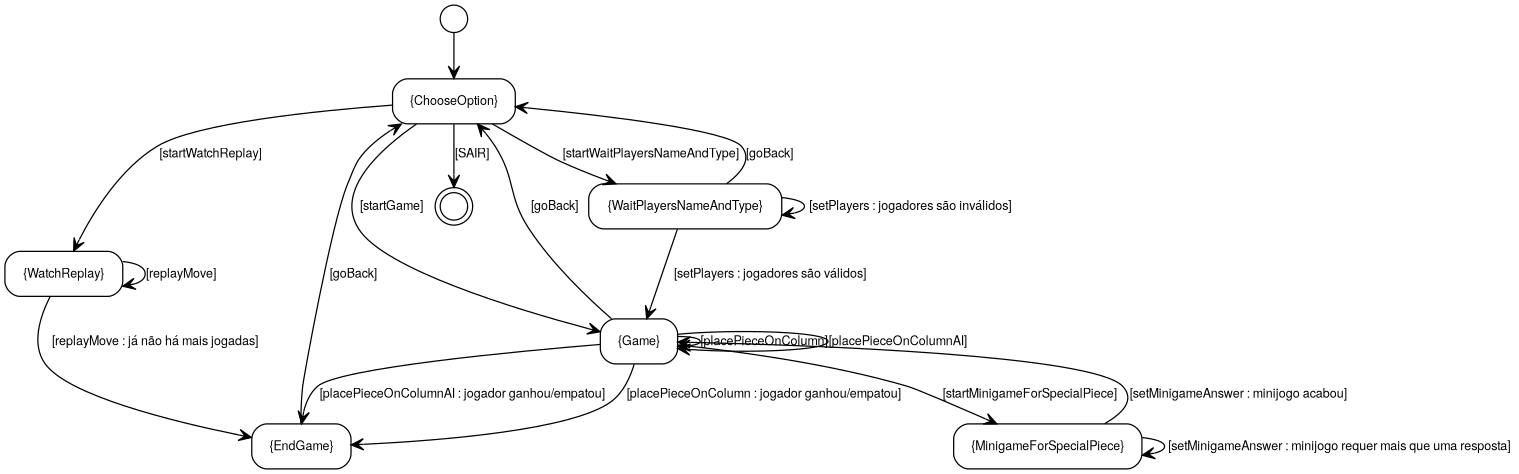 {ChooseOption}
[startWatchReplay]
[SAIR]
[startWaitPlayersNameAndType]
[goBack]
[startGame]
[goBack]
{WaitPlayersNameAndType}
[setPlayers : jogadores são inválidos]
{WatchReplay}
[replayMove]
[goBack]
[setPlayers : jogadores são válidos]
[replayMove : já não há mais jogadas]
{Game}
[placePieceOnColumn]
[placePieceOnColumnAI]
[placePieceOnColumnAI : jogador ganhou/empatou]
[placePieceOnColumn : jogador ganhou/empatou]
[startMinigameForSpecialPiece]
[setMinigameAnswer : minijogo acabou]
{EndGame}
{MinigameForSpecialPiece}
[setMinigameAnswer : minijogo requer mais que uma resposta]